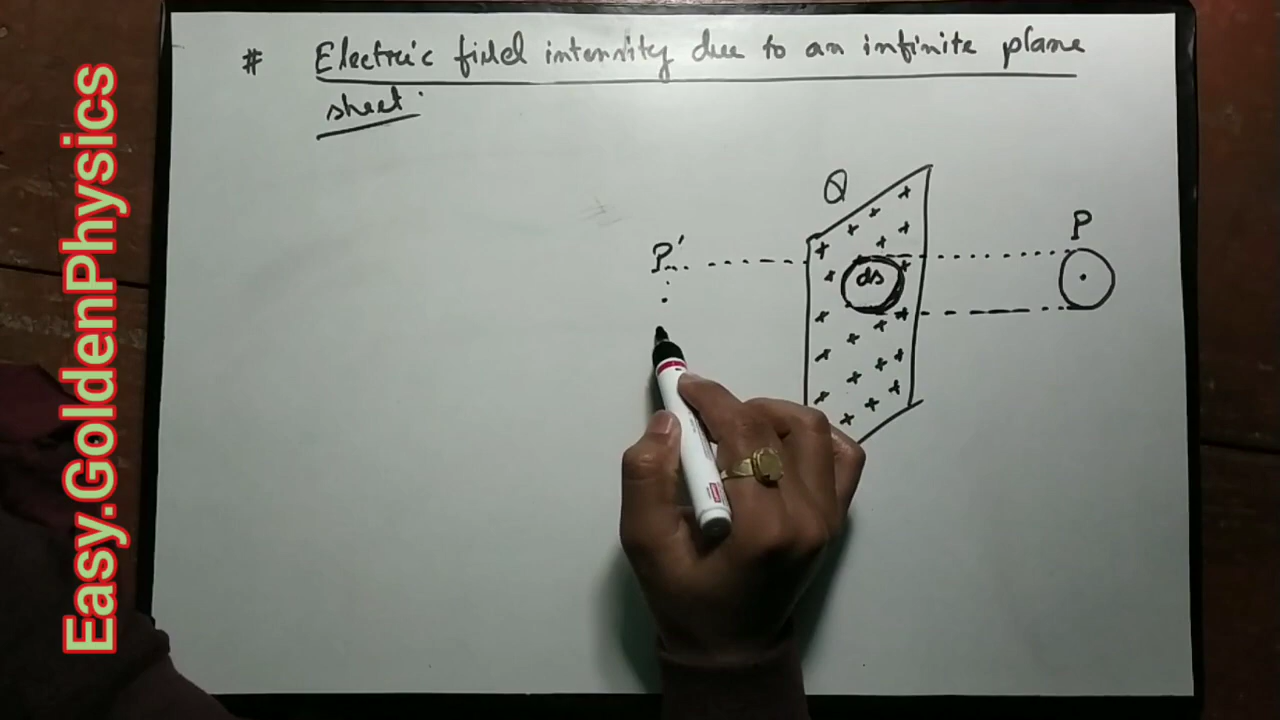 # Electric field intensity due to an infinite plane
sheet
Q
P
P'
ds
Easy.GoldenPhysics